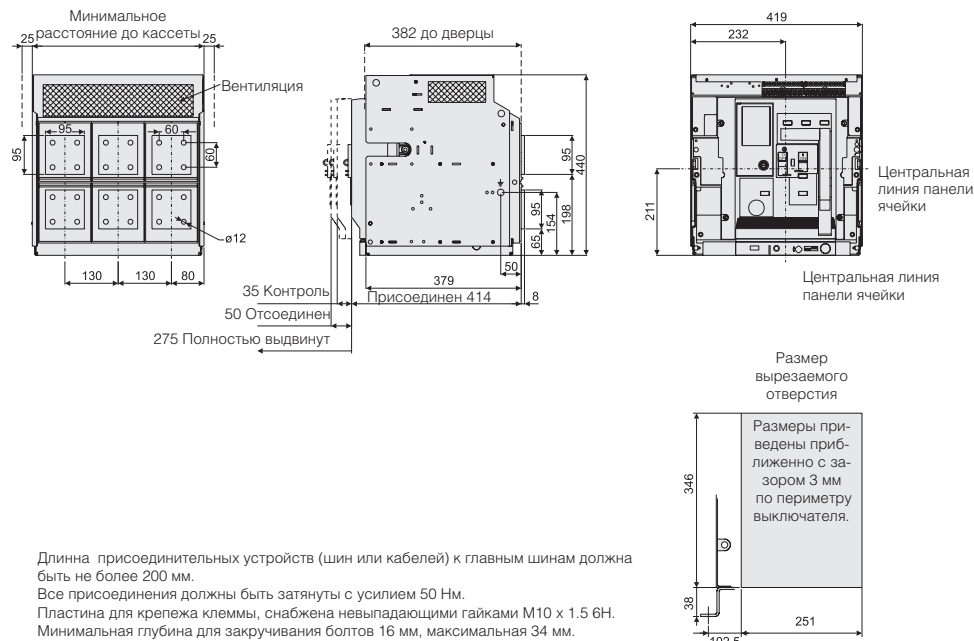 Минимальное
расстояние до кассеты
25
25
Вентиляция
95
60
95
60
ø12
130
130
80
382 до дверцы
440
95
198
154
95
65
50
379
35 Контроль
Присоединен 414
8
50 Отсоединен
275 Полностью выдвинут
419
232
211
Центральная
линия панели
ячейки
Центральная линия
панели ячейки
Размер
вырезаемого
отверстия
Размеры при-
ведены приб-
лиженно с за-
зором 3 мм
по периметру
выключателя.
346
38
251
102,5
Длинна присоединительных устройств (шин или кабелей) к главным шинам должна
быть не более 200 мм.
Все присоединения должны быть затянуты с усилием 50 Нм.
Пластина для крепежа клеммы, снабжена невыпадающими гайками М10 x 1.5 6Н.
Минимальная глубина для закручивания болтов 16 мм, максимальная 34 мм.